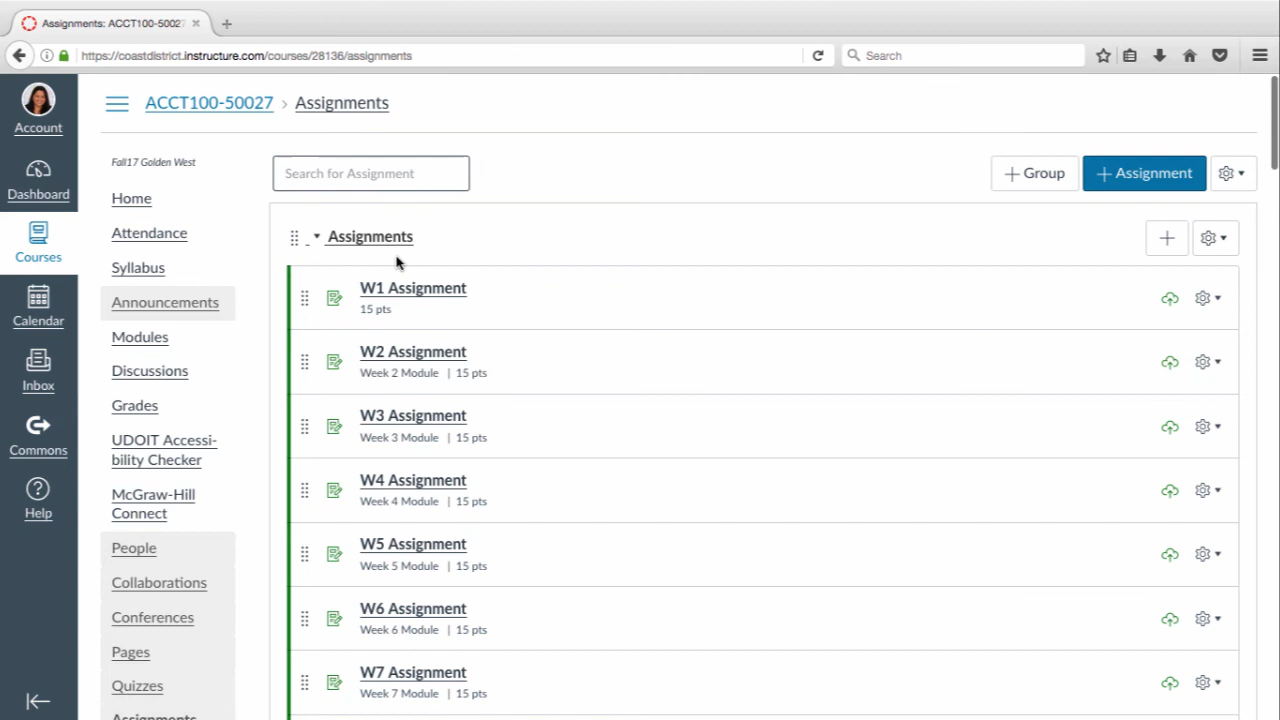 Assignments: ACCT100-5002
https://coastdistrict.instructure.com/courses/28136/assignments
Search
Account
Dashboard
Courses
Calendar
Inbox
Commons
Help
ACCT100-50027 › Assignments
Fall17 Golden West
Home
Attendance
Syllabus
Announcements
Modules
Discussions
Grades
UDOIT Accessi-
bility Checker
McGraw-Hill
Connect
People
Collaborations
Conferences
Pages
Quizzes
Assignments
Search for Assignment
+ Group
+ Assignment
Assignments
W1 Assignment
15 pts
W2 Assignment
Week 2 Module | 15 pts
W3 Assignment
Week 3 Module | 15 pts
W4 Assignment
Week 4 Module | 15 pts
W5 Assignment
Week 5 Module | 15 pts
W6 Assignment
Week 6 Module | 15 pts
W7 Assignment
Week 7 Module | 15 pts